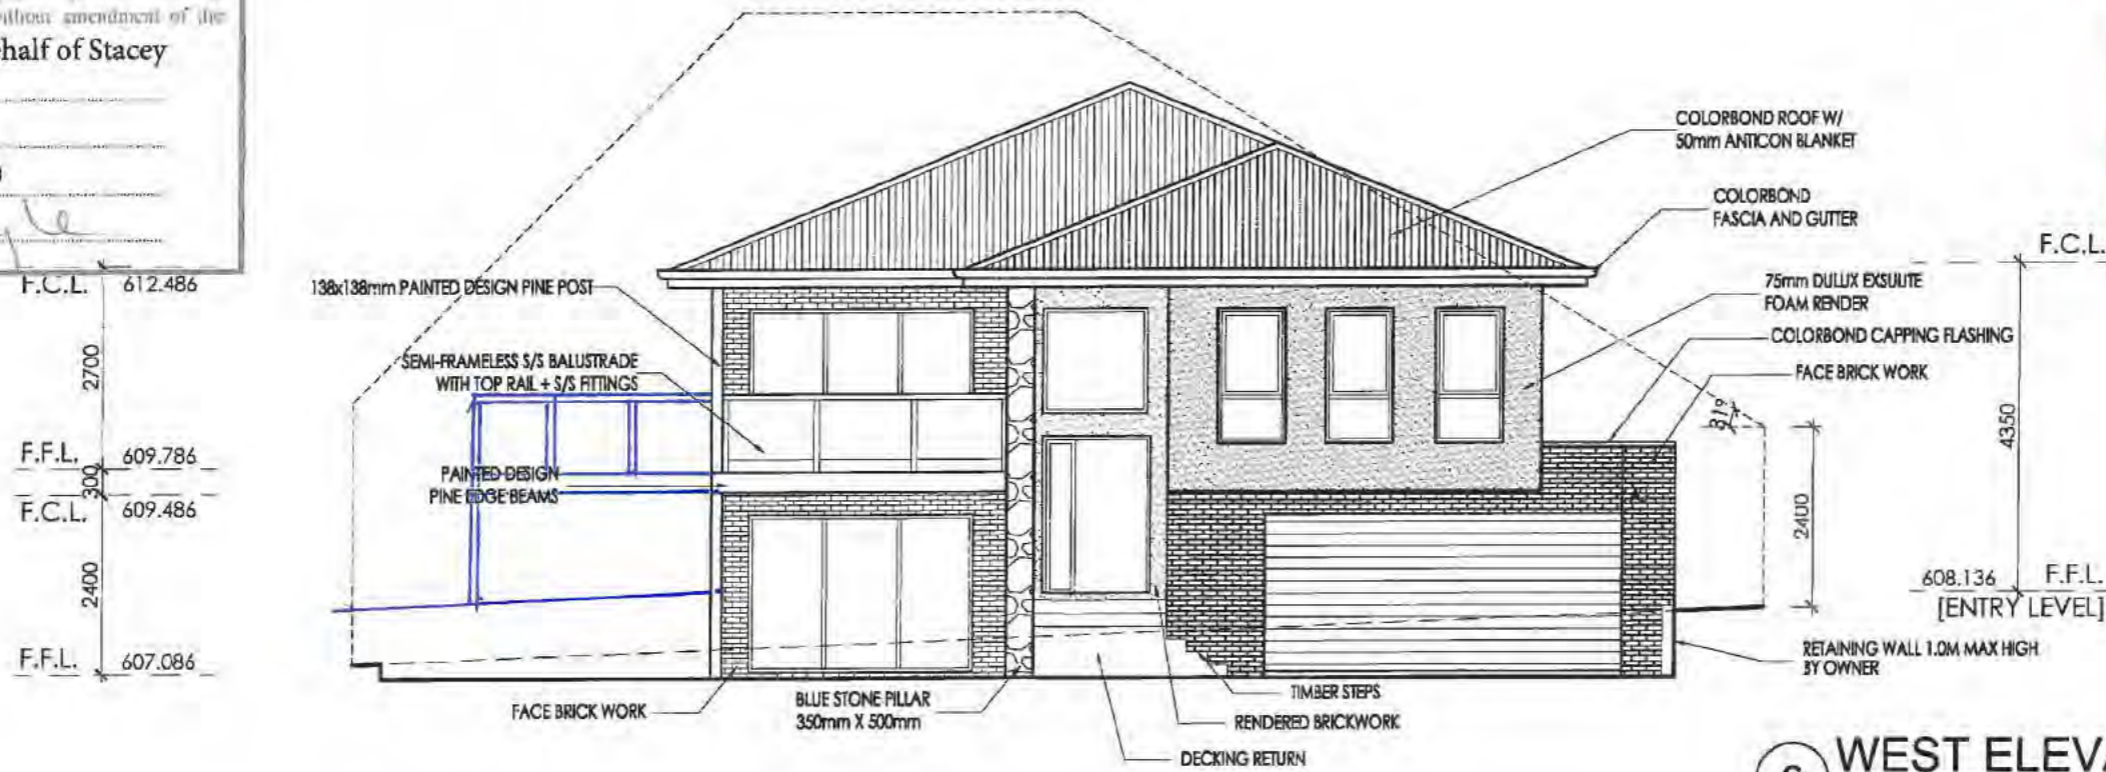 without amendment of the
ehalf of Stacey
F.C.L. 612.486
2700
F.F.L. 609.786
300
F.C.L. 609.486
2400
F.F.L. 607.086
138x138mm PAINTED DESIGN PINE POST
SEMI-FRAMELESS S/S BALUSTRADE
WITH TOP RAIL + S/S FITTINGS
PAINTED DESIGN
PINE EDGE BEAMS
FACE BRICK WORK
BLUE STONE PILLAR
350mm X 500mm
DECKING RETURN
RENDERED BRICKWORK
TIMBER STEPS
COLORBOND ROOF W/
50mm ANTICON BLANKET
COLORBOND
FASCIA AND GUTTER
75mm DULUX EXSULITE
FOAM RENDER
COLORBOND CAPPING FLASHING
FACE BRICK WORK
819
2400
F.C.L.
4350
608.136 F.F.L.
[ENTRY LEVEL]
RETAINING WALL 1.0M MAX HIGH
BY OWNER
WEST ELEVA